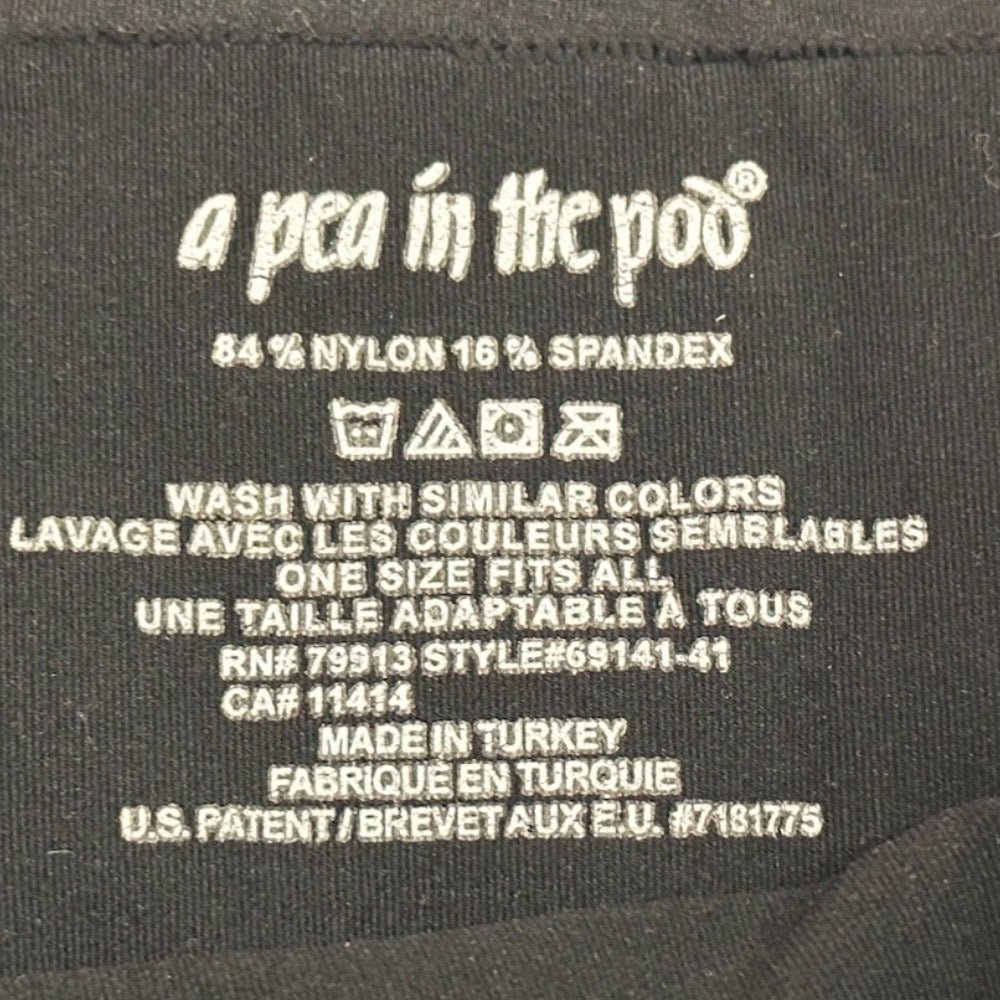 a pea in the pod®
84% NYLON 16% SPANDEX
WASH WITH SIMILAR COLORS
LAVAGE AVEC LES COULEURS SEMBLABLES
ONE SIZE FITS ALL
UNE TAILLE ADAPTABLE À TOUS
RN# 79913 STYLE#69141-41
CA# 11414
MADE IN TURKEY
FABRIQUÉ EN TURQUIE
U.S. PATENT/BREVET AUX E.U. #7181775